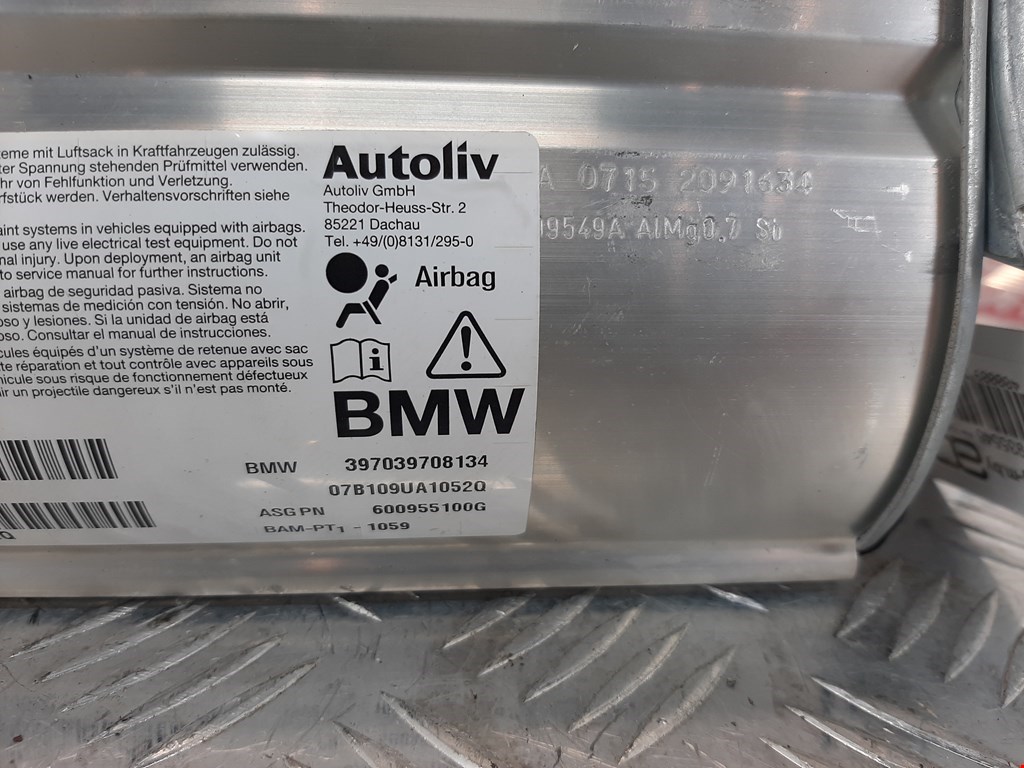 teme mit Luftsack in Kraftfahrzeugen zulässig.
ter Spannung stehenden Prüfmittel verwenden.
hr von Fehlfunktion und Verletzung.
rfstück werden. Verhaltensvorschriften siehe
aint systems in vehicles equipped with airbags.
use any live electrical test equipment. Do not
nal injury. Upon deployment, an airbag unit
to service manual for further instructions.
airbag de seguridad pasiva. Sistema no
sistemas de medición con tensión. No abrir,
oso y lesiones. Si la unidad de airbag está
oso. Consultar el manual de instrucciones.
cules équipés d'un système de retenue avec sac
te réparation et tout contrôle avec appareils sous
hicule sous risque de fonctionnement défectueux
ir un projectile dangereux s'il n'est pas monté.
Autoliv
Autoliv GmbH
Theodor-Heuss-Str. 2
85221 Dachau
Tel. +49/(0)8131/295-0
Airbag
i
BMW
BMW 397039708134
07B109UA1052Q
ASG PN 600955100G
BAM-PT1 - 1059
Q
A 0715 2091634
09549A AlMg0,7 Si